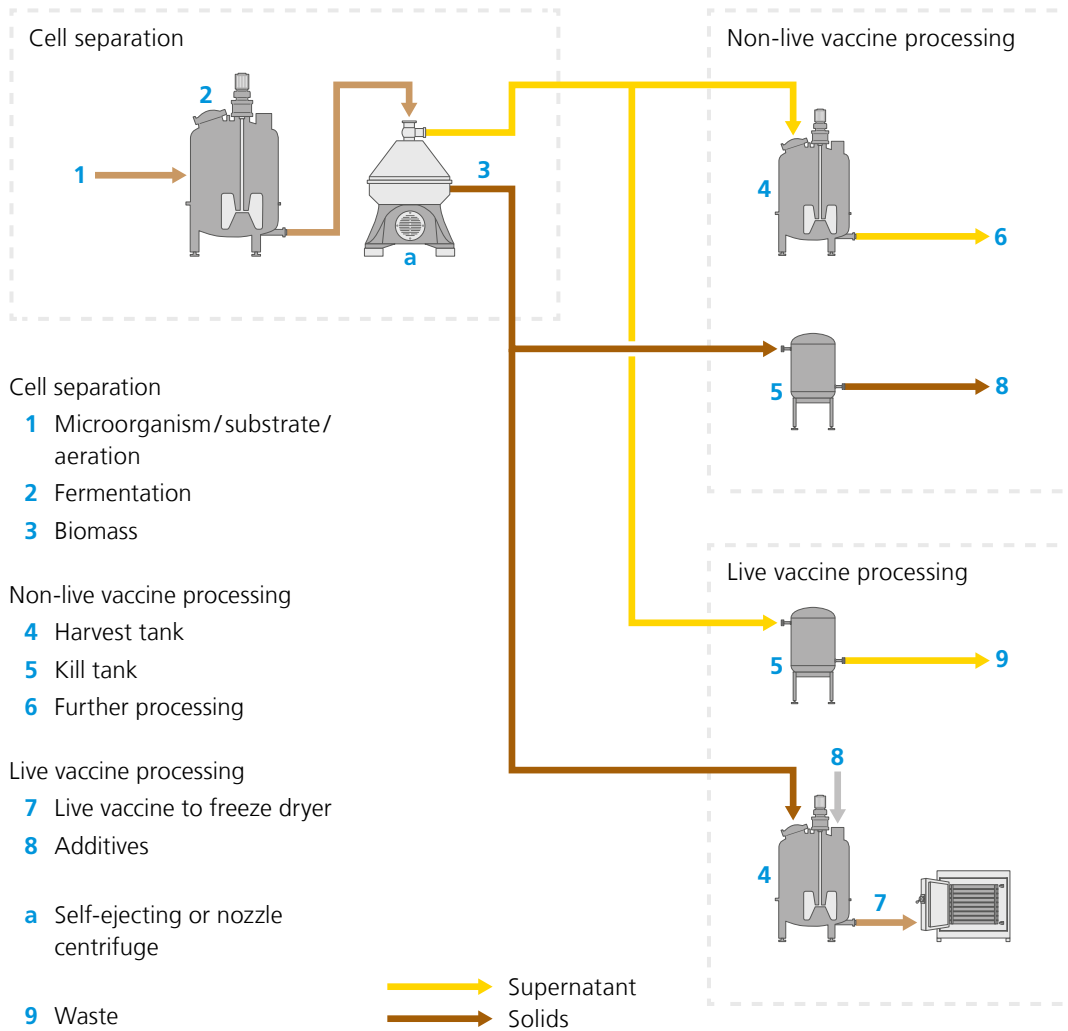 Cell separation
Non-live vaccine processing
2
1
3
a
4
6
5
8
Cell separation
1 Microorganism/substrate/
aeration
2 Fermentation
3 Biomass
Non-live vaccine processing
4 Harvest tank
5 Kill tank
6 Further processing
Live vaccine processing
7 Live vaccine to freeze dryer
8 Additives
a Self-ejecting or nozzle
centrifuge
9 Waste
Live vaccine processing
5
9
8
4
7
Supernatant
Solids